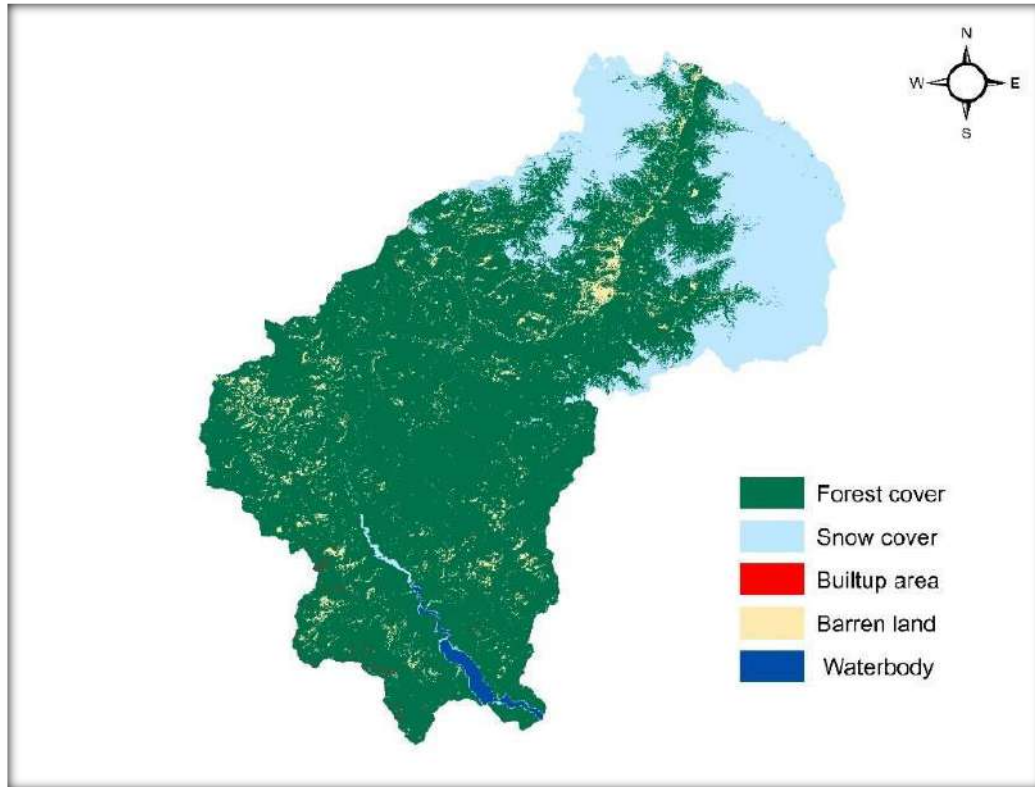 N
W E
S
Forest cover
Snow cover
Builtup area
Barren land
Waterbody